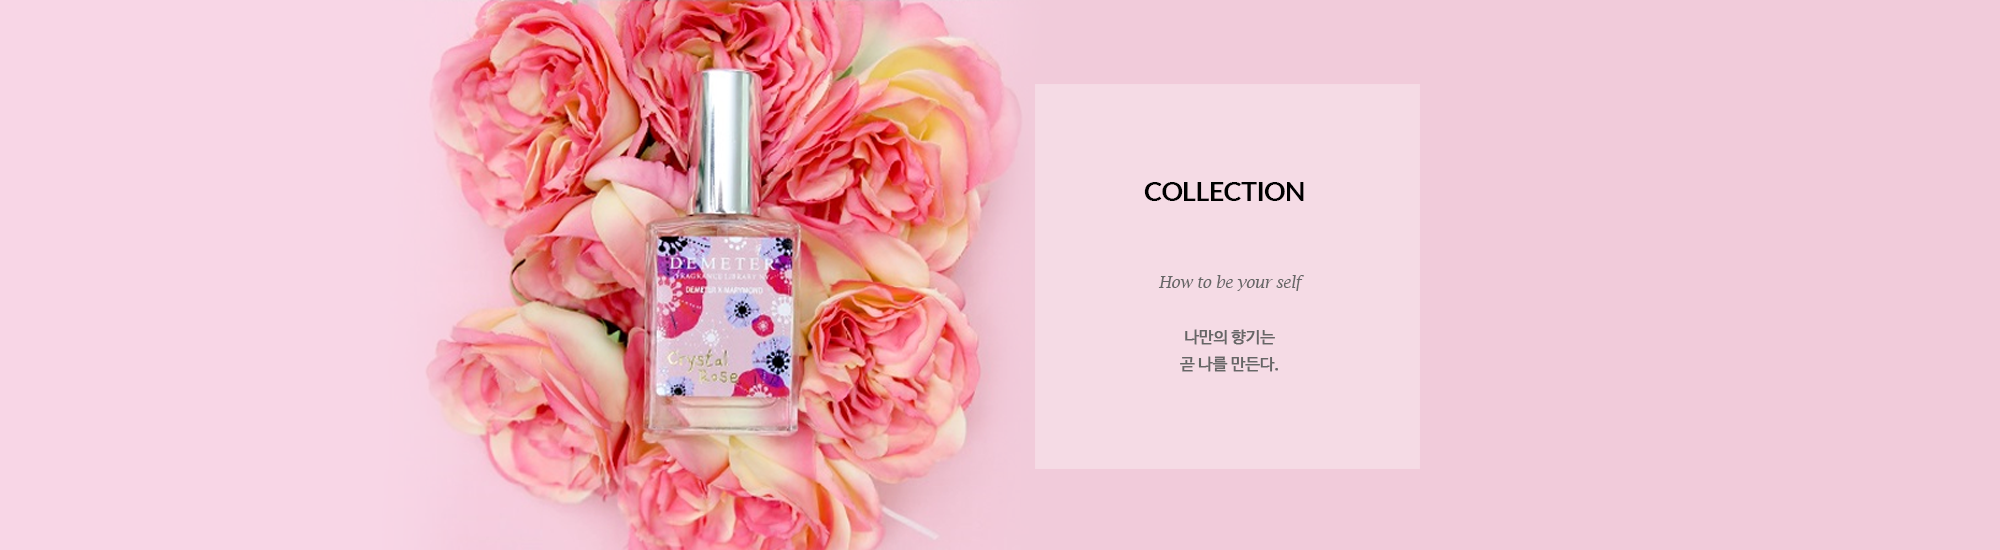 DEMETER
FRAGRANCE LIBRARY NY
DEMETER X MARYMOND
Crystal
Rose
COLLECTION
How to be your self
나만의 향기는
곧 나를 만든다.